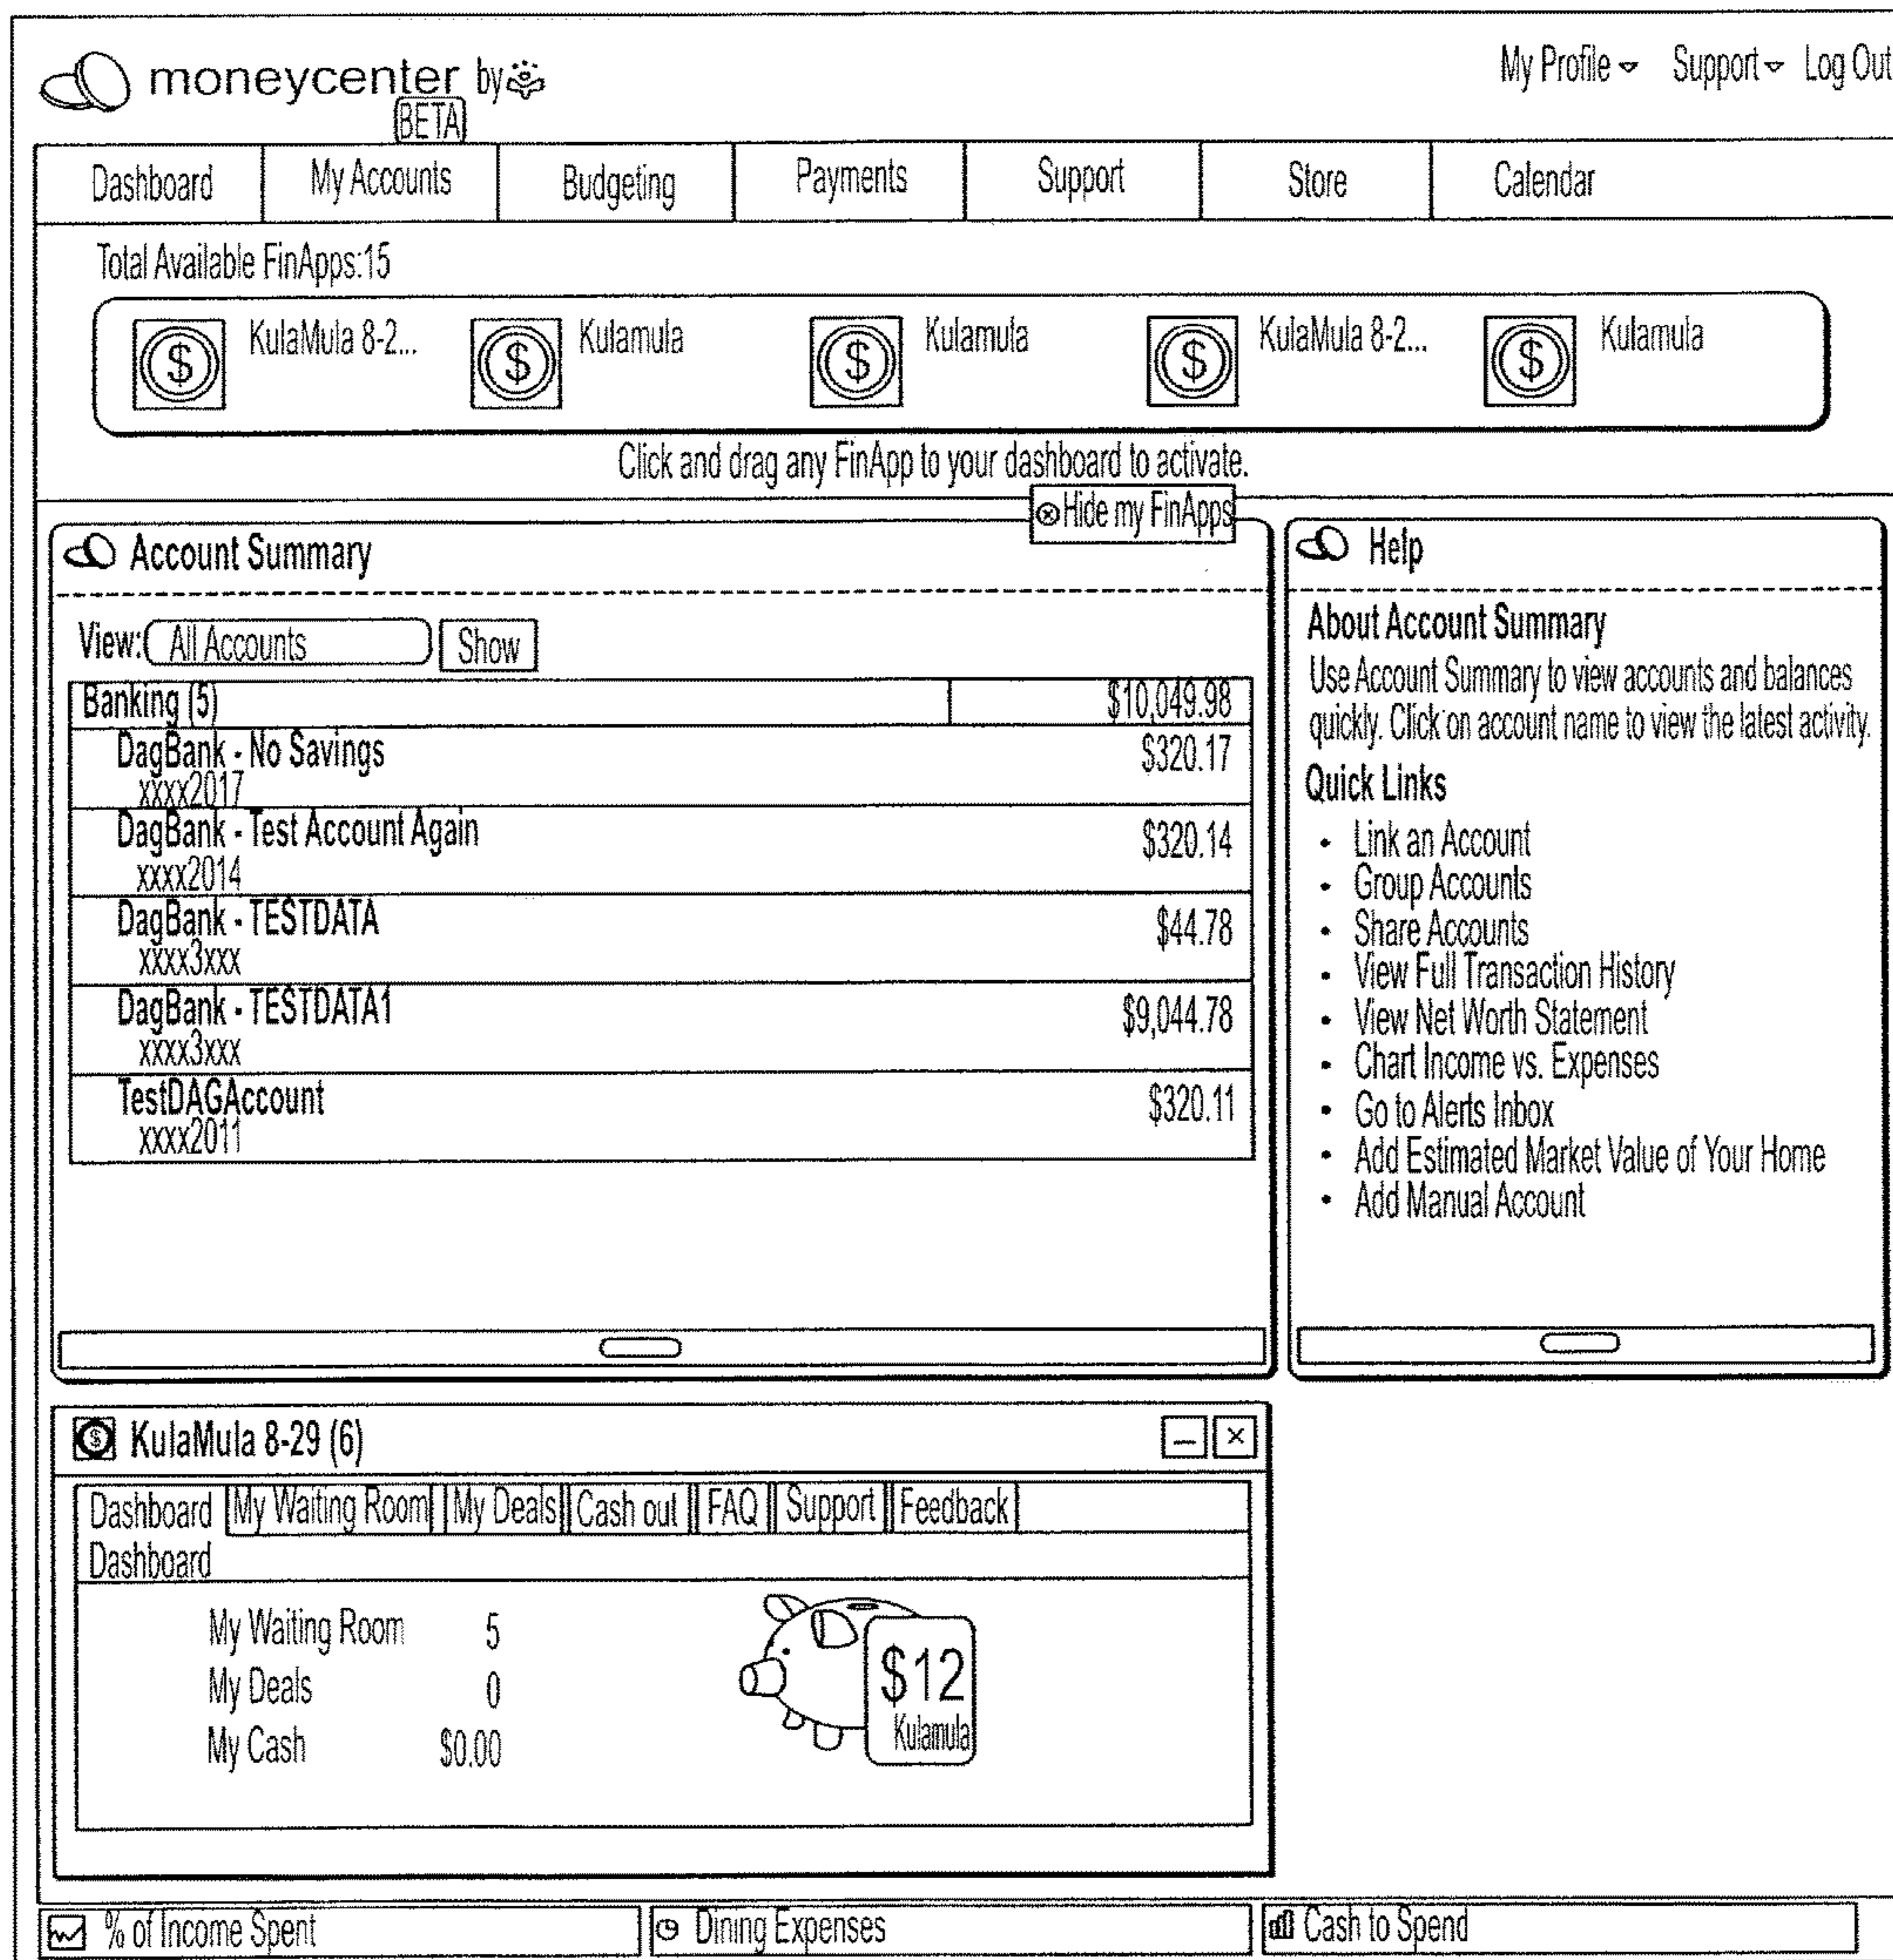 moneycenter by
BETA
My Profile Support Log Out
Dashboard My Accounts Budgeting Payments Support Store Calendar
Total Available FinApps:15
KulaMula 8-2... Kulamula Kulamula KulaMula 8-2... Kulamula
Click and drag any FinApp to your dashboard to activate.
Hide my FinApps
Account Summary
View: All Accounts Show
Banking (5) $10,049.98
DagBank - No Savings $320.17
xxxx2017
DagBank - Test Account Again $320.14
xxxx2014
DagBank - TESTDATA $44.78
xxxx3xxx
DagBank - TESTDATA1 $9,044.78
xxxx3xxx
TestDAGAccount $320.11
xxxx2011
Help
About Account Summary
Use Account Summary to view accounts and balances
quickly. Click on account name to view the latest activity.
Quick Links
• Link an Account
• Group Accounts
• Share Accounts
• View Full Transaction History
• View Net Worth Statement
• Chart Income vs. Expenses
• Go to Alerts Inbox
• Add Estimated Market Value of Your Home
• Add Manual Account
KulaMula 8-29 (6)
Dashboard My Waiting Room My Deals Cash out FAQ Support Feedback
Dashboard
My Waiting Room 5
My Deals 0
My Cash $0.00
$12
Kulamula
% of Income Spent Dining Expenses Cash to Spend